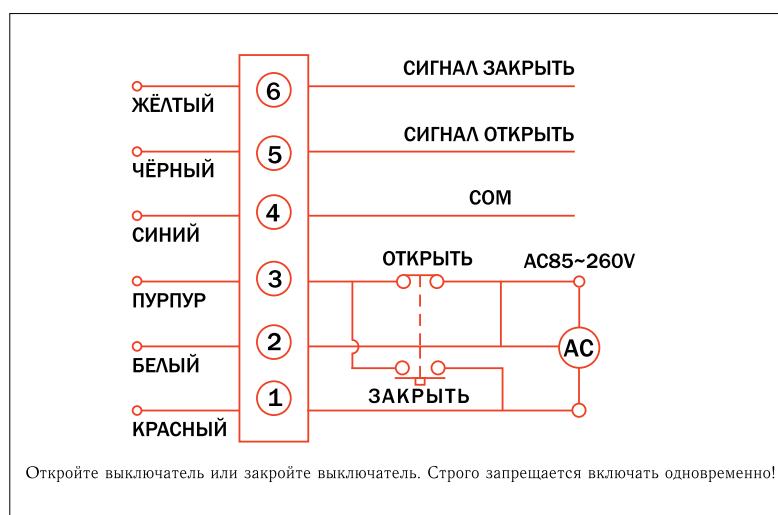 СИГНАЛ ЗАКРЫТЬ
6
ЖЁЛТЫЙ
СИГНАЛ ОТКРЫТЬ
5
ЧЁРНЫЙ
COM
4
СИНИЙ
ОТКРЫТЬ
AC85~260V
3
ПУРПУР
2
AC
БЕЛЫЙ
ЗАКРЫТЬ
1
КРАСНЫЙ
Откройте выключатель или закройте выключатель. Строго запрещается включать одновременно!